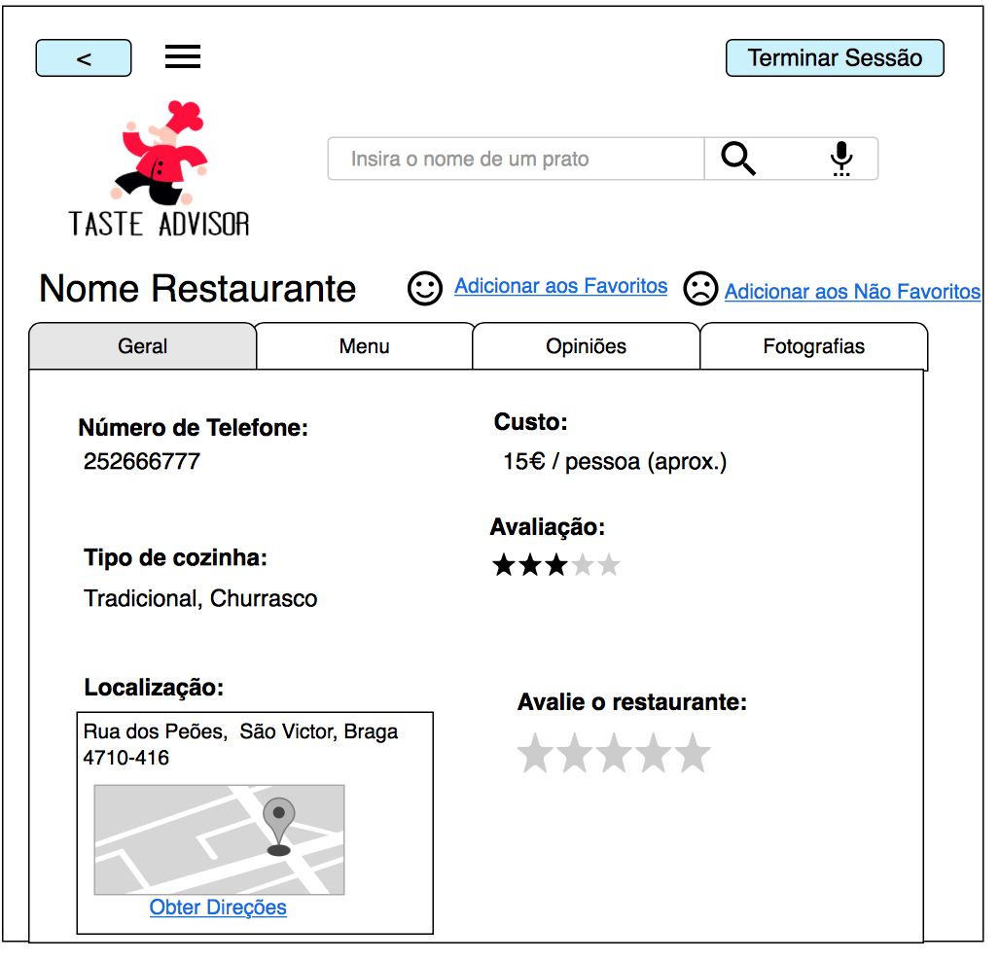 <
Terminar Sessão
Insira o nome de um prato
TASTE ADVISOR
Nome Restaurante
Adicionar aos Favoritos
Adicionar aos Não Favoritos
Geral
Menu
Opiniões
Fotografias
Número de Telefone:
252666777
Custo:
15€ / pessoa (aprox.)
Avaliação:
Tipo de cozinha:
Tradicional, Churrasco
Localização:
Rua dos Peões,  São Victor, Braga
4710-416
Obter Direções
Avalie o restaurante: